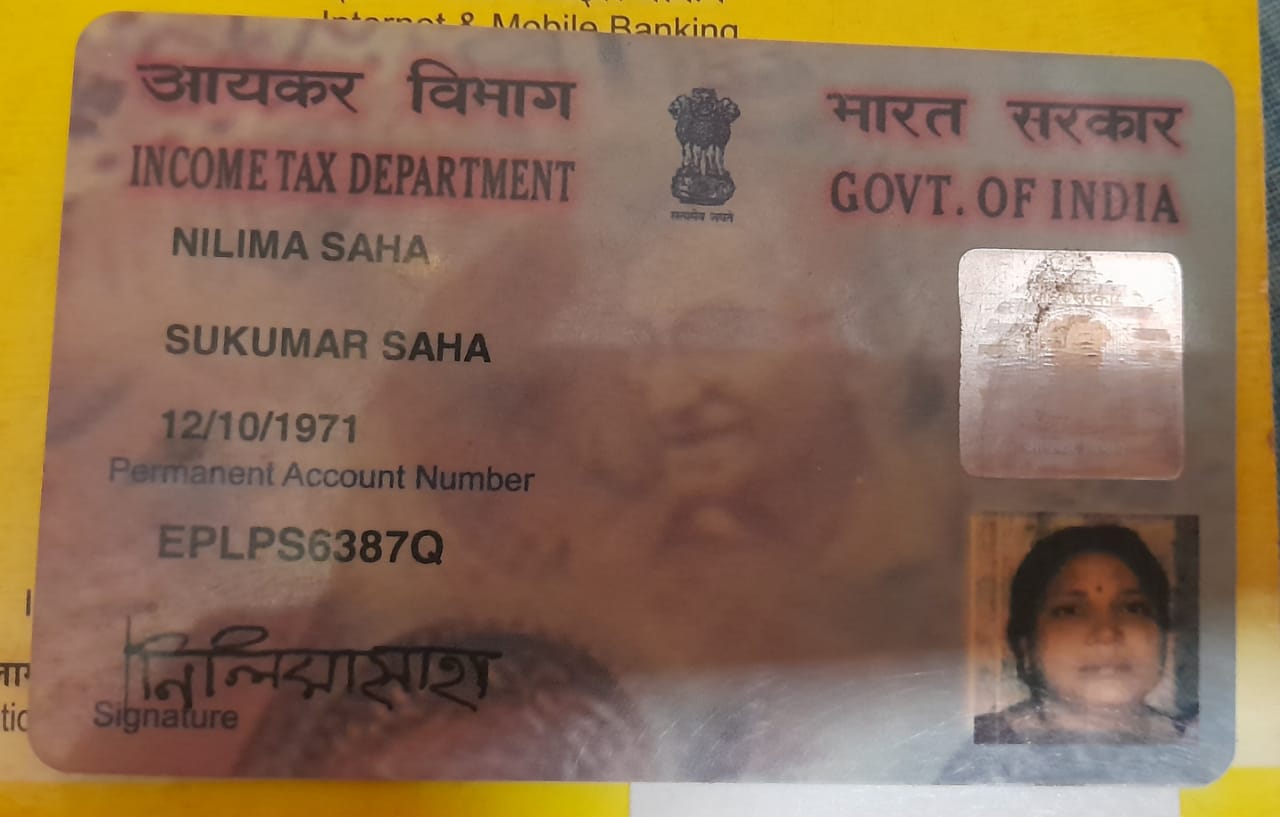 Internet & Mobile Banking
आयकर विभाग
भारत सरकार
INCOME TAX DEPARTMENT
GOVT. OF INDIA
सत्यमेव जयते
NILIMA SAHA
SUKUMAR SAHA
12/10/1971
Permanent Account Number
EPLPS6387Q
নিলিমা সাহা
Signature